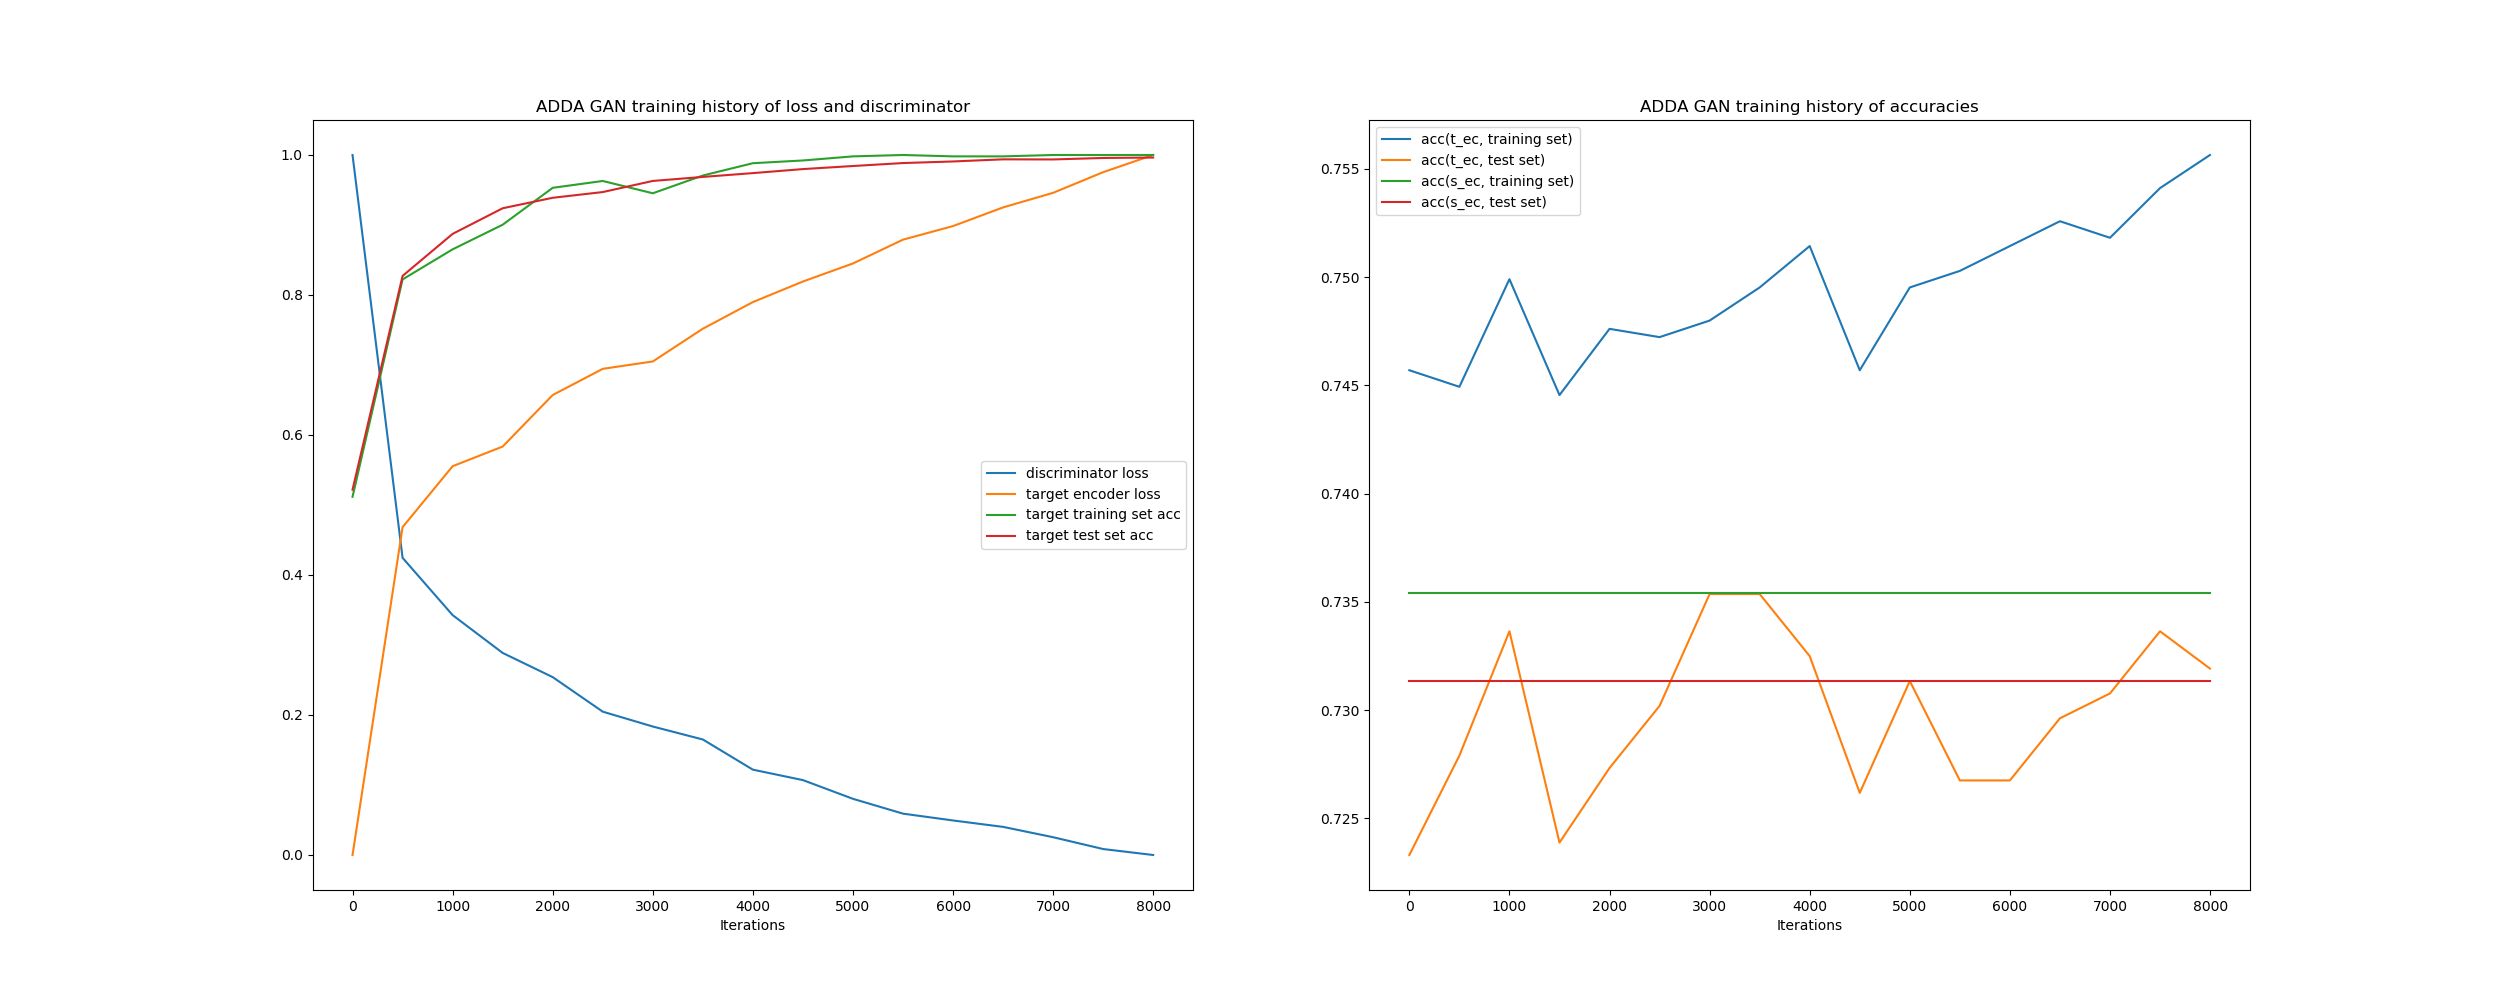 ADDA GAN training history of loss and discriminator
1.0
0.8
0.6
0.4
0.2
0.0
discriminator loss
target encoder loss
target training set acc
target test set acc
0 1000 2000 3000 4000 5000 6000 7000 8000
Iterations
ADDA GAN training history of accuracies
acc(t_ec, training set)
acc(t_ec, test set)
acc(s_ec, training set)
acc(s_ec, test set)
0.755
0.750
0.745
0.740
0.735
0.730
0.725
0 1000 2000 3000 4000 5000 6000 7000 8000
Iterations